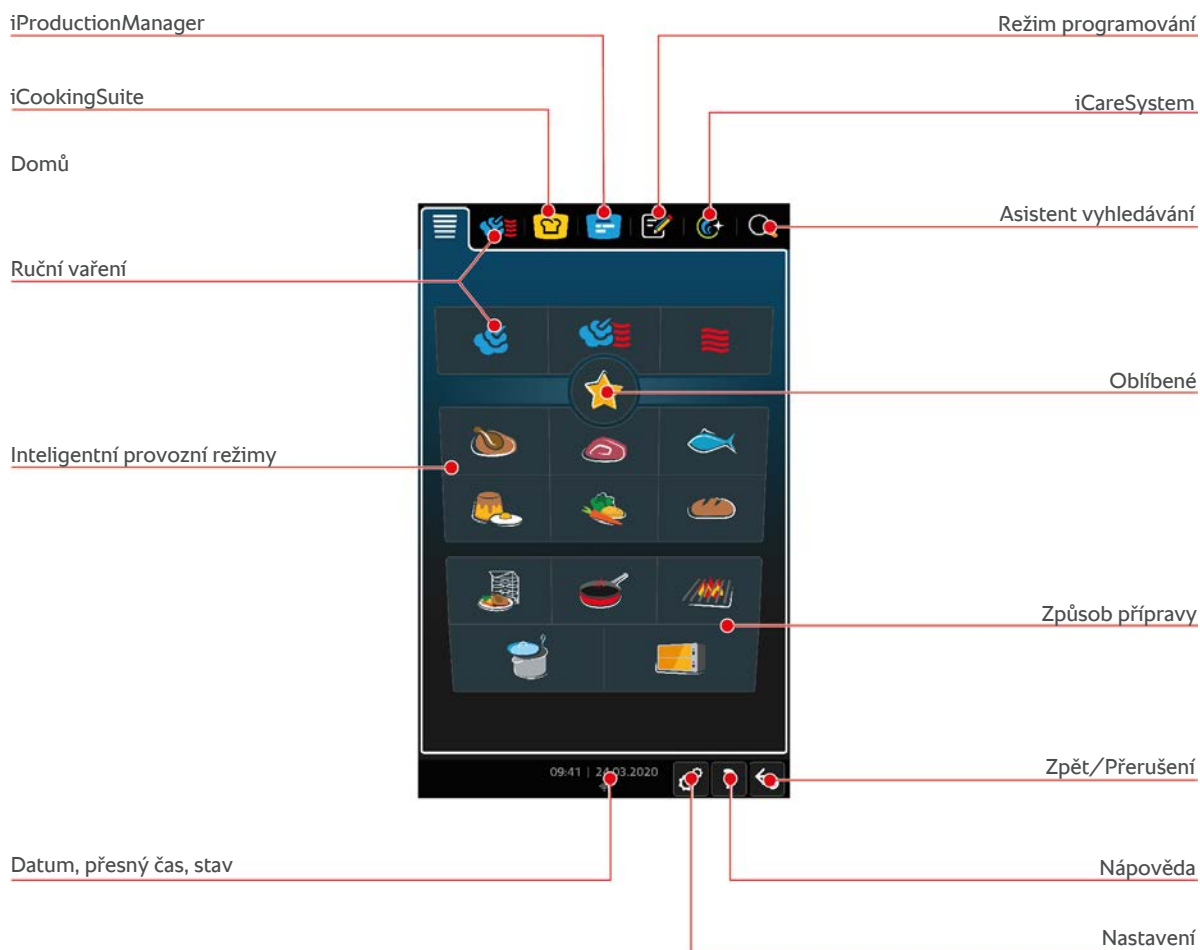 iProductionManager
Režim programování
iCookingSuite
iCareSystem
Domů
Asistent vyhledávání
Ruční vaření
Oblíbené
Inteligentní provozní režimy
Způsob přípravy
09:41 | 24.03.2020
Zpět/Přerušení
Datum, přesný čas, stav
Nápověda
Nastavení